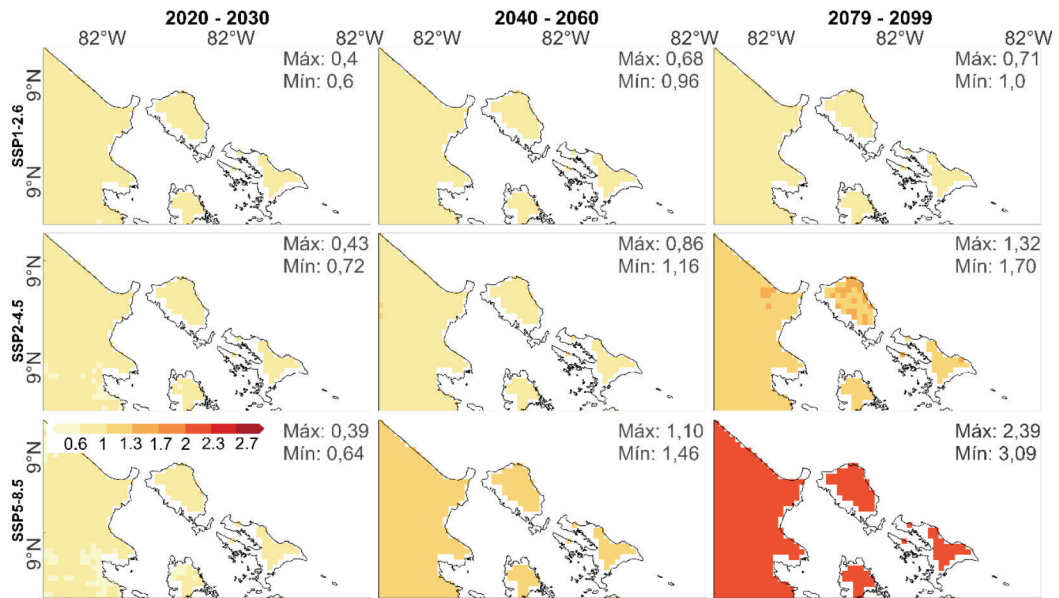 2020 - 2030 2040 - 2060 2079 - 2099
82°W 82°W 82°W 82°W 82°W 82°W
9°N
9°N
SSP1-2.6
Máx: 0,4
Mín: 0,6
Máx: 0,68
Mín: 0,96
Máx: 0,71
Mín: 1,0
9°N
9°N
SSP2-4.5
Máx: 0,43
Mín: 0,72
Máx: 0,86
Mín: 1,16
Máx: 1,32
Mín: 1,70
9°N
9°N
SSP5-8.5
0.6 1 1.3 1.7 2 2.3 2.7
Máx: 0,39
Mín: 0,64
Máx: 1,10
Mín: 1,46
Máx: 2,39
Mín: 3,09